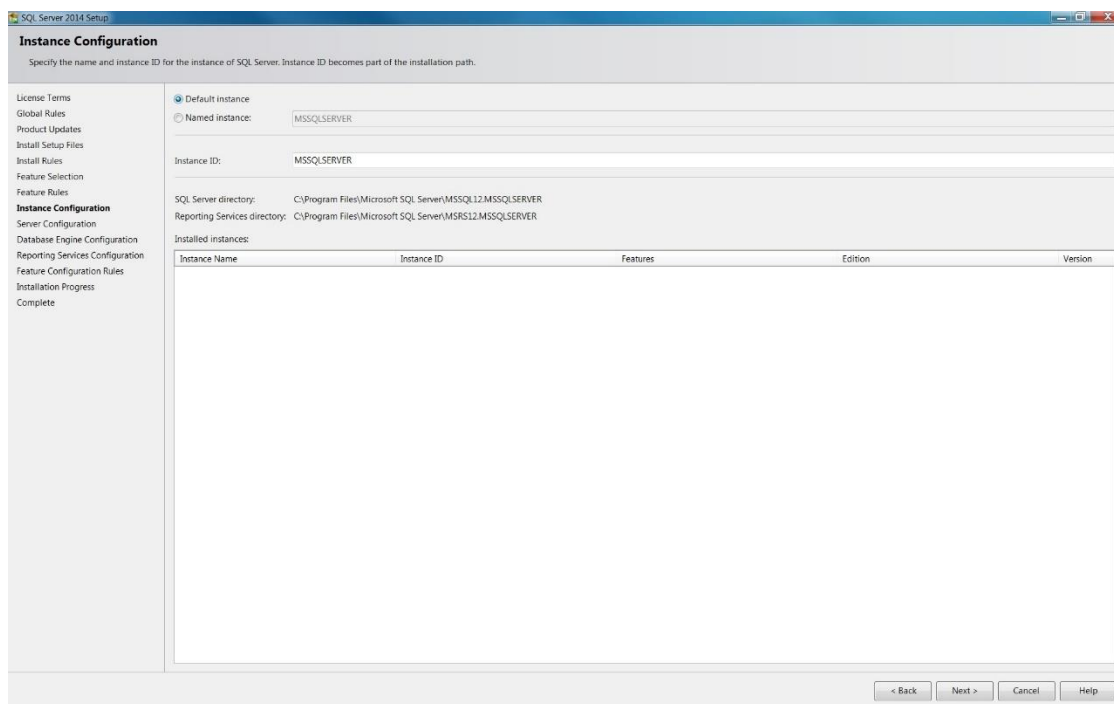 SQL Server 2014 Setup
Instance Configuration
Specify the name and instance ID for the instance of SQL Server. Instance ID becomes part of the installation path.
License Terms
Global Rules
Product Updates
Install Setup Files
Install Rules
Feature Selection
Feature Rules
Instance Configuration
Server Configuration
Database Engine Configuration
Reporting Services Configuration
Feature Configuration Rules
Installation Progress
Complete
Default instance
Named instance: MSSQLSERVER
Instance ID: MSSQLSERVER
SQL Server directory: C:\Program Files\Microsoft SQL Server\MSSQL12.MSSQLSERVER
Reporting Services directory: C:\Program Files\Microsoft SQL Server\MSRS12.MSSQLSERVER
Installed instances:
Instance Name Instance ID Features Edition Version
< Back Next > Cancel Help